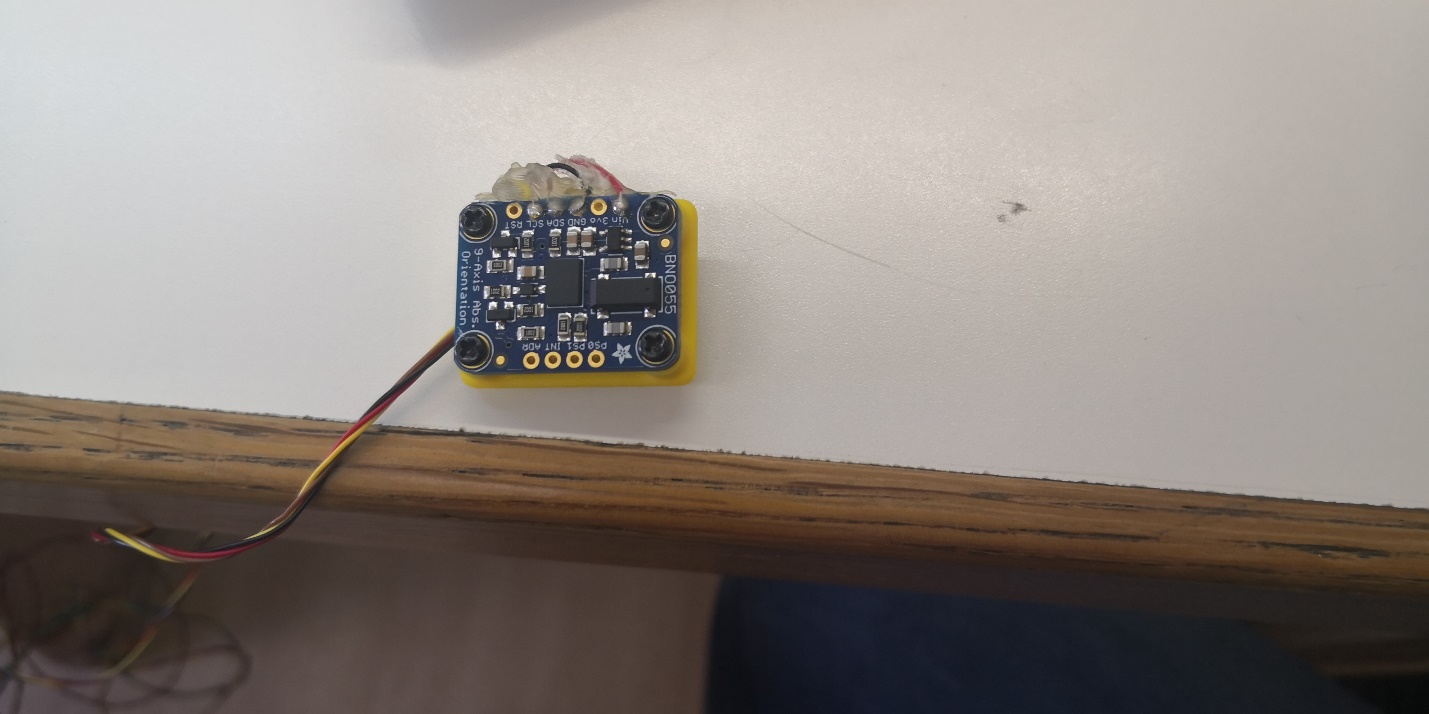 RST SCL SDA GND 3vo Vin
9-Axis Abs.
Orientation
BNO055
ADR INT PS1 PS0